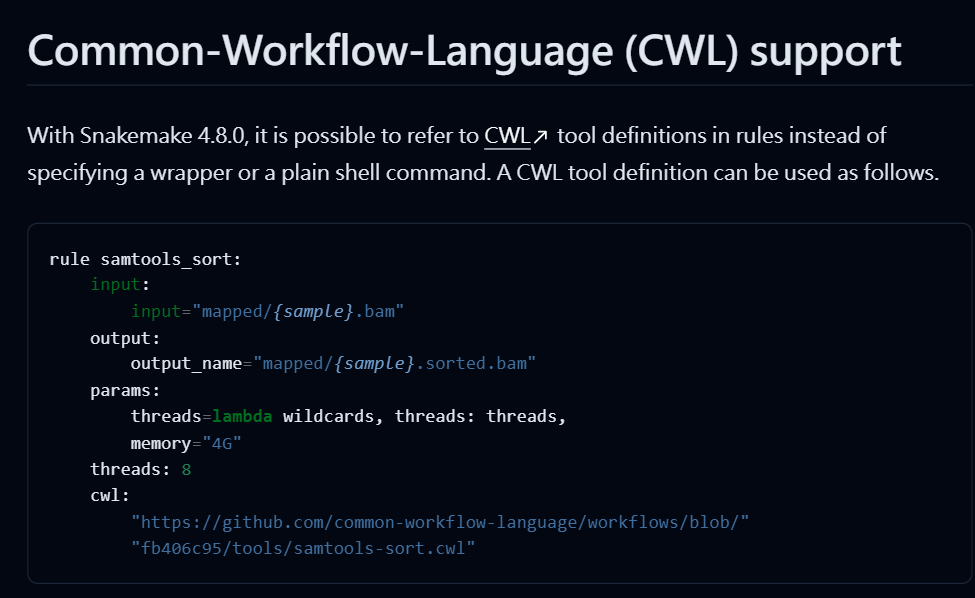 Common-Workflow-Language (CWL) support
With Snakemake 4.8.0, it is possible to refer to CWL↗ tool definitions in rules instead of
specifying a wrapper or a plain shell command. A CWL tool definition can be used as follows.
rule samtools_sort:
    input:
        input="mapped/{sample}.bam"
    output:
        output_name="mapped/{sample}.sorted.bam"
    params:
        threads=lambda wildcards, threads: threads,
        memory="4G"
    threads: 8
    cwl:
        "https://github.com/common-workflow-language/workflows/blob/"
        "fb406c95/tools/samtools-sort.cwl"